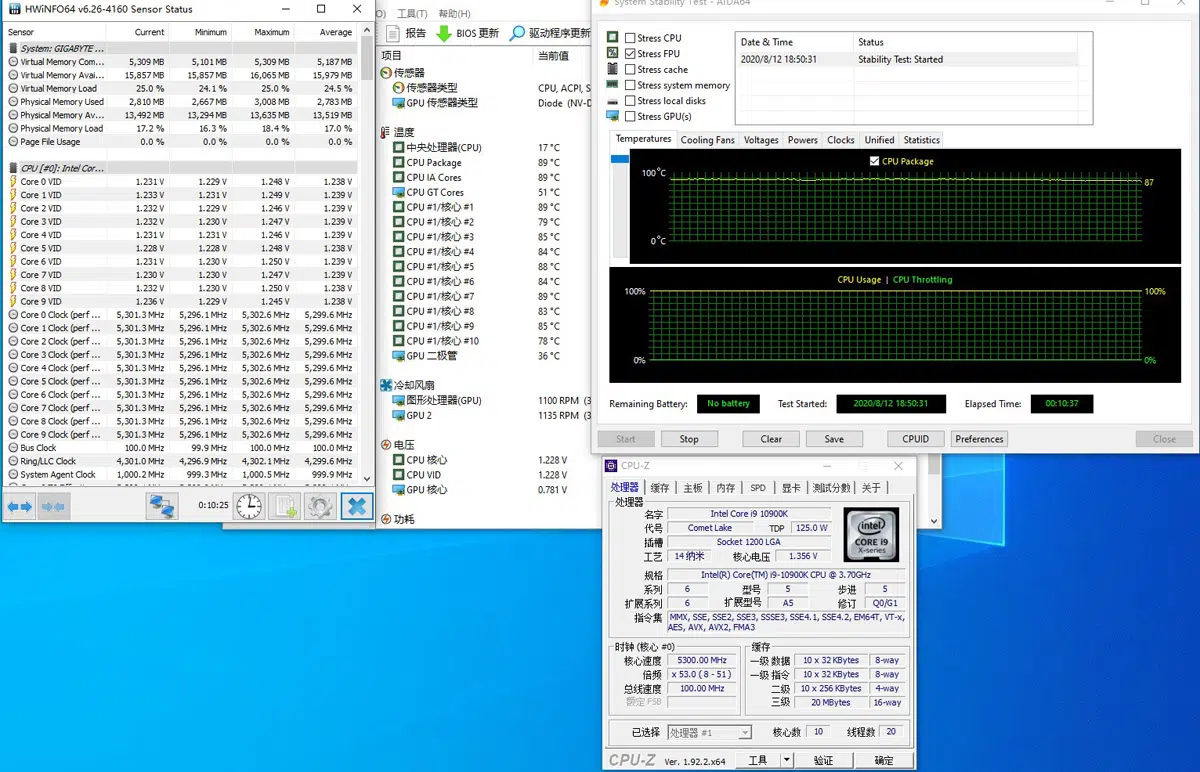 HWiNFO64 v6.26-4160 Sensor Status
Sensor Current Minimum Maximum Average
System: GIGABYTE ...
Virtual Memory Com... 5,309 MB 5,101 MB 5,309 MB 5,187 MB
Virtual Memory Avai... 15,857 MB 15,857 MB 16,065 MB 15,979 MB
Virtual Memory Load 25.0 % 24.1 % 25.0 % 24.5 %
Physical Memory Used 2,810 MB 2,667 MB 3,008 MB 2,783 MB
Physical Memory Av... 13,492 MB 13,294 MB 13,635 MB 13,519 MB
Physical Memory Load 17.2 % 16.3 % 18.4 % 17.0 %
Page File Usage 0.0 % 0.0 % 0.0 % 0.0 %
CPU [#0]: Intel Cor...
Core 0 VID 1.231 V 1.229 V 1.248 V 1.238 V
Core 1 VID 1.233 V 1.231 V 1.249 V 1.239 V
Core 2 VID 1.232 V 1.229 V 1.246 V 1.239 V
Core 3 VID 1.232 V 1.230 V 1.247 V 1.239 V
Core 4 VID 1.231 V 1.231 V 1.246 V 1.239 V
Core 5 VID 1.228 V 1.228 V 1.248 V 1.238 V
Core 6 VID 1.231 V 1.231 V 1.250 V 1.239 V
Core 7 VID 1.231 V 1.230 V 1.247 V 1.239 V
Core 8 VID 1.232 V 1.230 V 1.250 V 1.238 V
Core 9 VID 1.236 V 1.229 V 1.245 V 1.238 V
Core 0 Clock (perf ... 5,301.3 MHz 5,296.1 MHz 5,302.6 MHz 5,299.6 MHz
Core 1 Clock (perf ... 5,301.3 MHz 5,296.1 MHz 5,302.6 MHz 5,299.6 MHz
Core 2 Clock (perf ... 5,301.3 MHz 5,296.1 MHz 5,302.6 MHz 5,299.6 MHz
Core 3 Clock (perf ... 5,301.3 MHz 5,296.1 MHz 5,302.6 MHz 5,299.6 MHz
Core 4 Clock (perf ... 5,301.3 MHz 5,296.1 MHz 5,302.6 MHz 5,299.6 MHz
Core 5 Clock (perf ... 5,301.3 MHz 5,296.1 MHz 5,302.6 MHz 5,299.6 MHz
Core 6 Clock (perf ... 5,301.3 MHz 5,296.1 MHz 5,302.6 MHz 5,299.6 MHz
Core 7 Clock (perf ... 5,301.3 MHz 5,296.1 MHz 5,302.6 MHz 5,299.6 MHz
Core 8 Clock (perf ... 5,301.3 MHz 5,296.1 MHz 5,302.6 MHz 5,299.6 MHz
Core 9 Clock (perf ... 5,301.3 MHz 5,296.1 MHz 5,302.6 MHz 5,299.6 MHz
Bus Clock 100.0 MHz 99.9 MHz 100.0 MHz 100.0 MHz
Ring/LLC Clock 4,301.0 MHz 4,296.9 MHz 4,302.1 MHz 4,299.6 MHz
System Agent Clock 1,000.2 MHz 999.3 MHz 1,000.5 MHz 999.9 MHz
0:10:25
工具(T) 帮助(H)
报告 BIOS 更新 驱动程序更新
项目 当前值
传感器
传感器类型 CPU, ACPI, S
GPU 传感器类型 Diode (NV-D
温度
中央处理器(CPU) 17 °C
CPU Package 89 °C
CPU IA Cores 89 °C
CPU GT Cores 51 °C
CPU #1/核心 #1 89 °C
CPU #1/核心 #2 79 °C
CPU #1/核心 #3 85 °C
CPU #1/核心 #4 84 °C
CPU #1/核心 #5 88 °C
CPU #1/核心 #6 84 °C
CPU #1/核心 #7 89 °C
CPU #1/核心 #8 83 °C
CPU #1/核心 #9 85 °C
CPU #1/核心 #10 78 °C
GPU 二极管 36 °C
冷却风扇
图形处理器(GPU) 1100 RPM (3
GPU 2 1135 RPM (3
电压
CPU 核心 1.228 V
CPU VID 1.228 V
GPU 核心 0.781 V
功耗
System Stability Test - AIDA64
Stress CPU
Stress FPU
Stress cache
Stress system memory
Stress local disks
Stress GPU(s)
Date & Time Status
2020/8/12 18:50:31 Stability Test: Started
Temperatures Cooling Fans Voltages Powers Clocks Unified Statistics
CPU Package
100°C
87
0°C
CPU Usage | CPU Throttling
100% 100%
0% 0%
Remaining Battery: No battery Test Started: 2020/8/12 18:50:31 Elapsed Time: 00:10:37
Start Stop Clear Save CPUID Preferences Close
CPU-Z
处理器 缓存 主板 内存 SPD 显卡 测试分数 关于
处理器
名字 Intel Core i9 10900K
代号 Comet Lake TDP 125.0 W
插槽 Socket 1200 LGA
工艺 14 纳米 核心电压 1.356 V
intel CORE i9 X-series
规格 Intel(R) Core(TM) i9-10900K CPU @ 3.70GHz
系列 6 型号 5 步进 5
扩展系列 6 扩展型号 A5 修订 Q0/G1
指令集 MMX, SSE, SSE2, SSE3, SSSE3, SSE4.1, SSE4.2, EM64T, VT-x,
AES, AVX, AVX2, FMA3
时钟 (核心 #0)
核心速度 5300.00 MHz
倍频 x 53.0 ( 8 - 51 )
总线速度 100.00 MHz
额定 FSB
缓存
一级 数据 10 x 32 KBytes 8-way
一级 指令 10 x 32 KBytes 8-way
二级 10 x 256 KBytes 4-way
三级 20 MBytes 16-way
已选择 处理器 #1 核心数 10 线程数 20
CPU-Z Ver. 1.92.2.x64 工具 验证 确定